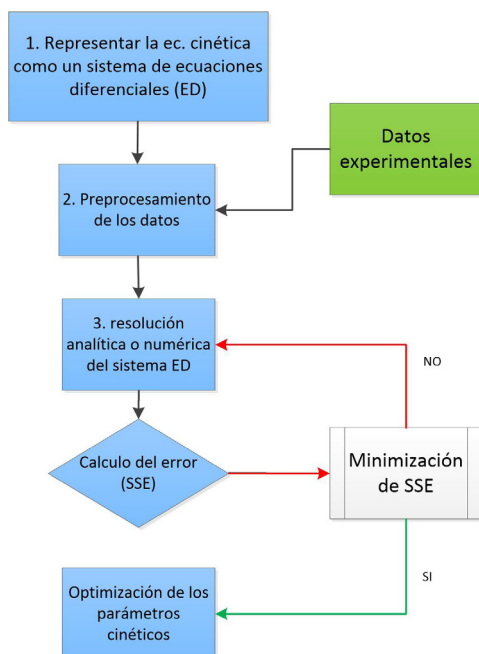 1. Representar la ec. cinética
como un sistema de ecuaciones
diferenciales (ED)
Datos
experimentales
2. Preprocesamiento
de los datos
3. resolución
analítica o numérica
del sistema ED
NO
Calculo del error
(SSE)
Minimización
de SSE
SI
Optimización de los
parámetros
cinéticos